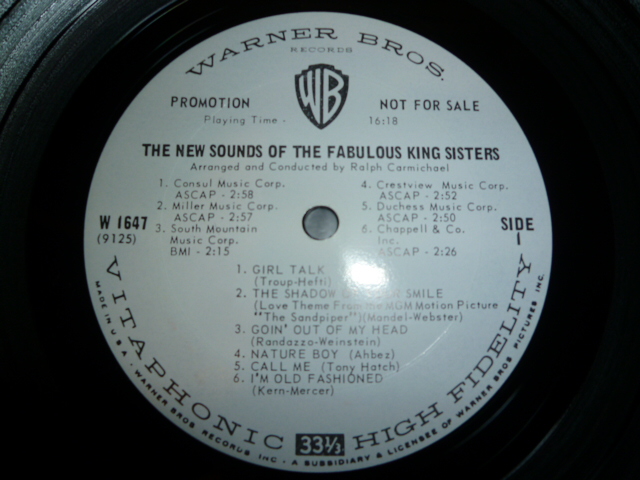 WARNER BROS.
RECORDS
WB
PROMOTION NOT FOR SALE
Playing Time - 16:18
THE NEW SOUNDS OF THE FABULOUS KING SISTERS
Arranged and Conducted by Ralph Carmichael
1. Consul Music Corp.
ASCAP - 2:58
2. Miller Music Corp.
ASCAP - 2:57
3. South Mountain
Music Corp.
BMI - 2:15
4. Crestview Music Corp.
ASCAP - 2:52
5. Duchess Music Corp.
ASCAP - 2:50
6. Chappell & Co.
Inc.
ASCAP - 2:26
W 1647
(9125)
SIDE
1
1. GIRL TALK
(Troup-Hefti)
2. THE SHADOW SMILE
(Love Theme From the MGM Motion Picture
"The Sandpiper")(Mandel-Webster)
3. GOIN' OUT OF MY HEAD
(Randazzo-Weinstein)
4. NATURE BOY (Ahbez)
5. CALL ME (Tony Hatch)
6. I'M OLD FASHIONED
(Kern-Mercer)
VITAPHONIC 33⅓ HIGH FIDELITY
MADE IN U.S.A. • WARNER BROS. RECORDS INC. • A SUBSIDIARY & LICENSEE OF WARNER BROS. PICTURES INC.